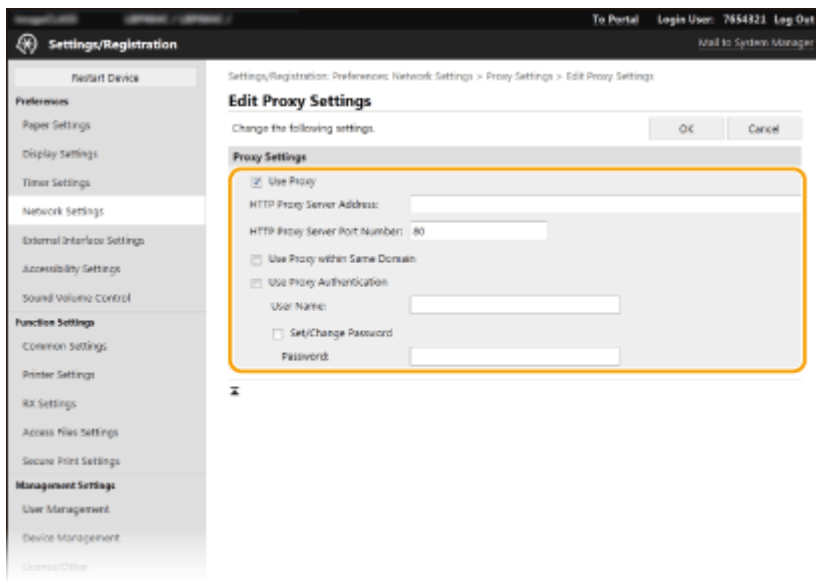 To Portal Login User: 7654321 Log Out
Settings/Registration
Mail to System Manager
Restart Device
Preferences
Paper Settings
Display Settings
Timer Settings
Network Settings
External Interface Settings
Accessibility Settings
Sound Volume Control
Function Settings
Common Settings
Printer Settings
RX Settings
Access Files Settings
Secure Print Settings
Management Settings
User Management
Device Management
License/Other
Settings/Registration: Preferences: Network Settings > Proxy Settings > Edit Proxy Settings
Edit Proxy Settings
Change the following settings.
OK Cancel
Proxy Settings
Use Proxy
HTTP Proxy Server Address:
HTTP Proxy Server Port Number: 80
Use Proxy within Same Domain
Use Proxy Authentication
User Name:
Set/Change Password
Password: